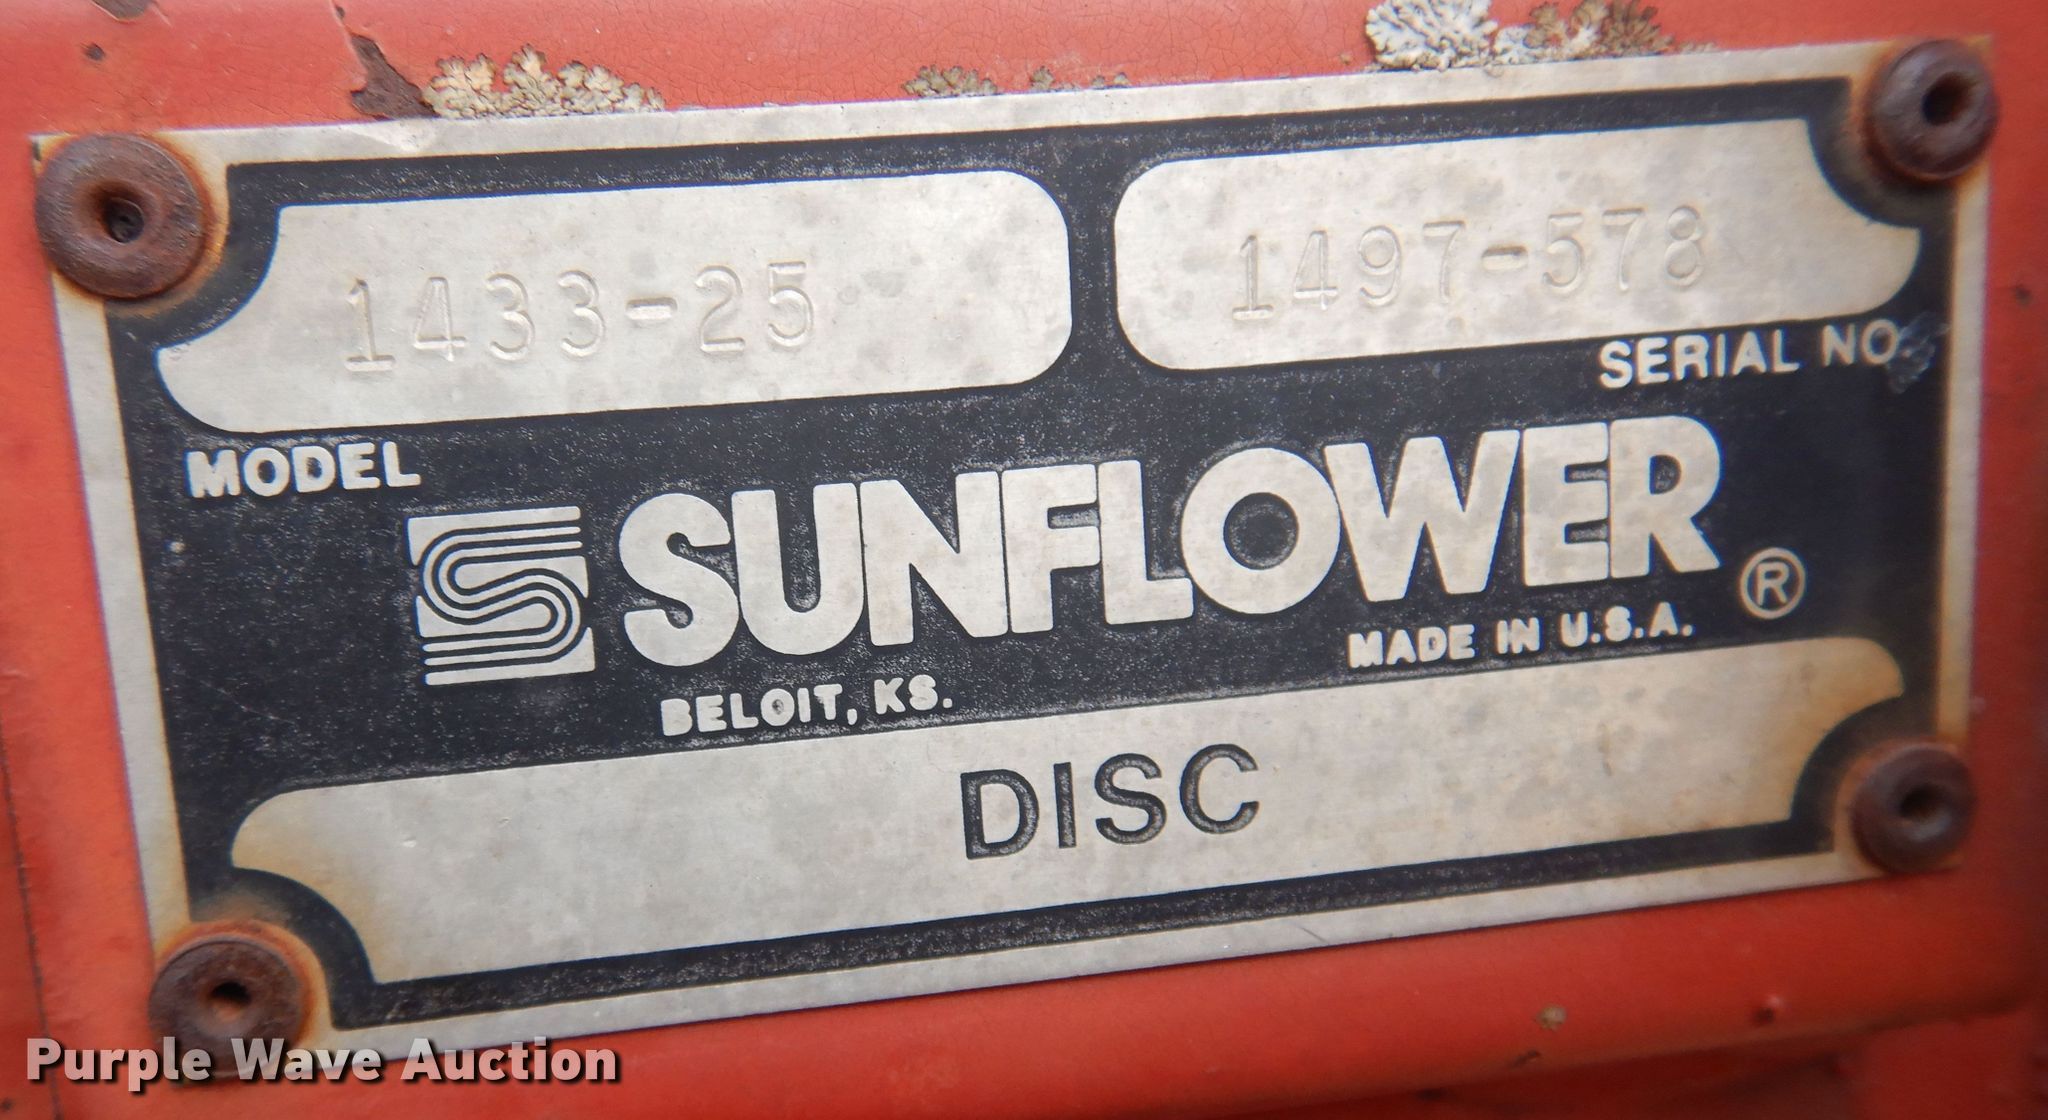 1433-25
1497-578
SERIAL NO.
MODEL
SUNFLOWER
®
MADE IN U.S.A.
BELOIT, KS.
DISC
Purple Wave Auction